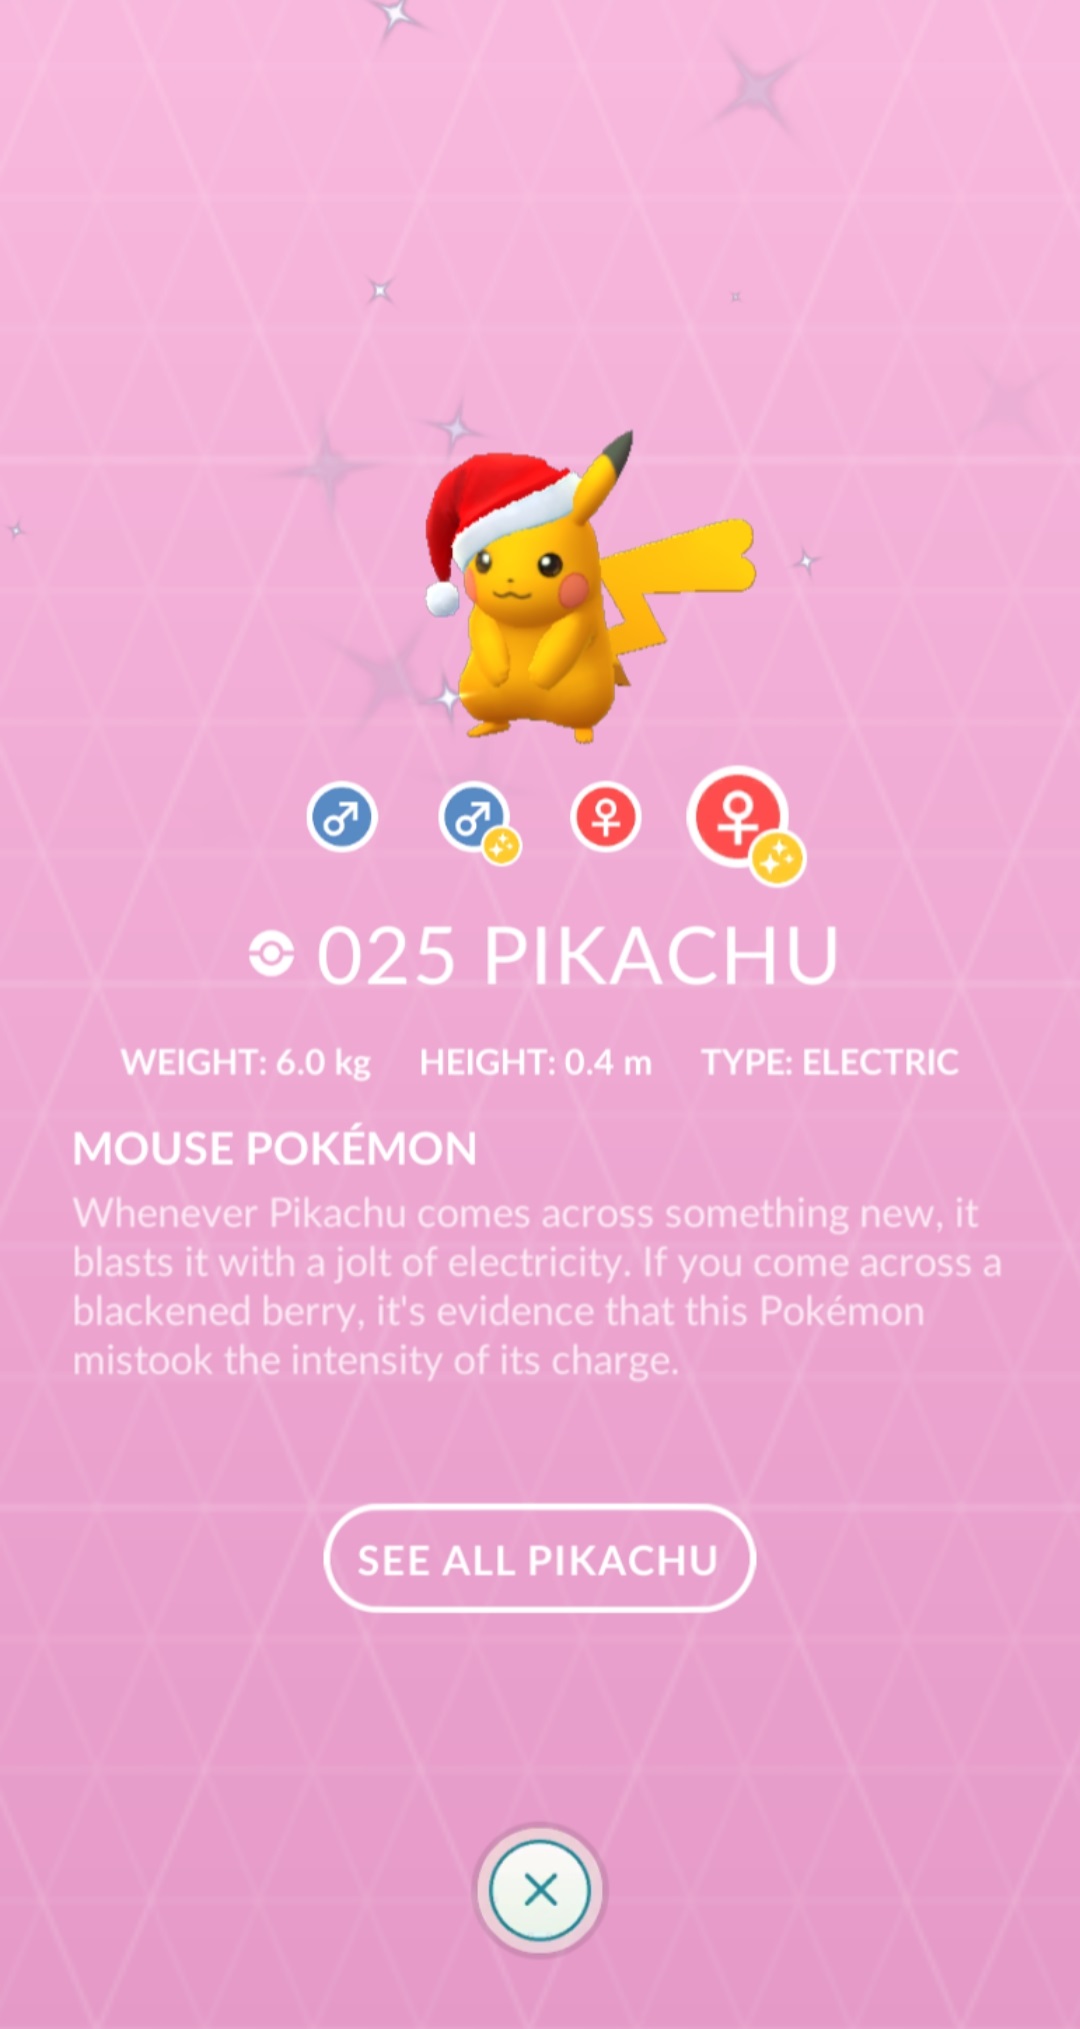 025 PIKACHU
WEIGHT: 6.0 kg HEIGHT: 0.4 m TYPE: ELECTRIC
MOUSE POKÉMON
Whenever Pikachu comes across something new, it
blasts it with a jolt of electricity. If you come across a
blackened berry, it's evidence that this Pokémon
mistook the intensity of its charge.
SEE ALL PIKACHU